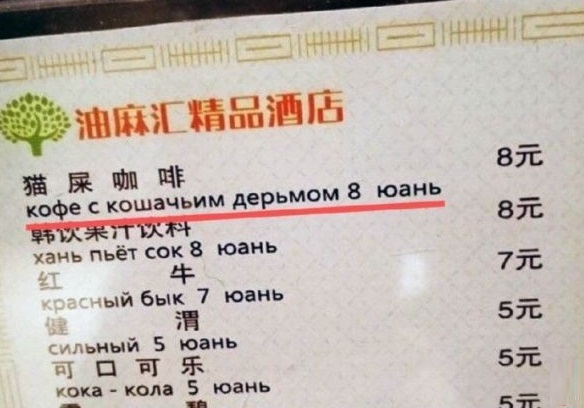 油麻汇精品酒店
猫 屎 咖 啡 8元
кофе с кошачьим дерьмом 8 юань
韩饮果汁饮料 8元
хань пьёт сок 8 юань
红 牛 7元
красный бык 7 юань
健 渭 5元
сильный 5 юань
可 口 可 乐 5元
кока - кола 5 юань
碧 5元